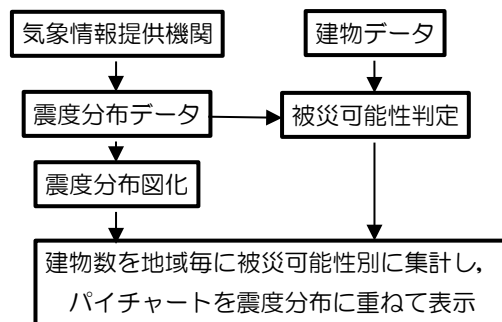 気象情報提供機関
建物データ
震度分布データ
被災可能性判定
震度分布図化
建物数を地域毎に被災可能性別に集計し,
パイチャートを震度分布に重ねて表示